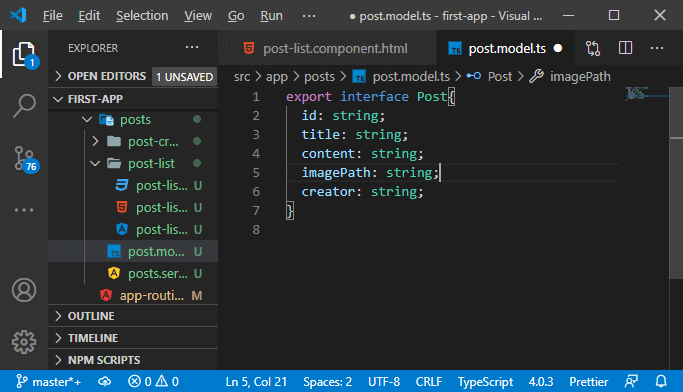 File Edit View Go Run ··· ● post.model.ts - first-app - Visual ...
EXPLORER ···
post-list.component.html
TS post.model.ts ●
OPEN EDITORS 1 UNSAVED
src > app > posts > TS post.model.ts > Post > imagePath
FIRST-APP
posts
post-cr...
post-list
post-lis... U
post-lis... U
post-lis... U
TS post.mo... U
posts.ser... U
app-routi... M
OUTLINE
TIMELINE
NPM SCRIPTS
1
76
1 export interface Post{
2 id: string;
3 title: string;
4 content: string;
5 imagePath: string;
6 creator: string;
7 }
8
master*+ 0 0 Ln 5, Col 21 Spaces: 2 UTF-8 CRLF TypeScript 4.0.3 Prettier